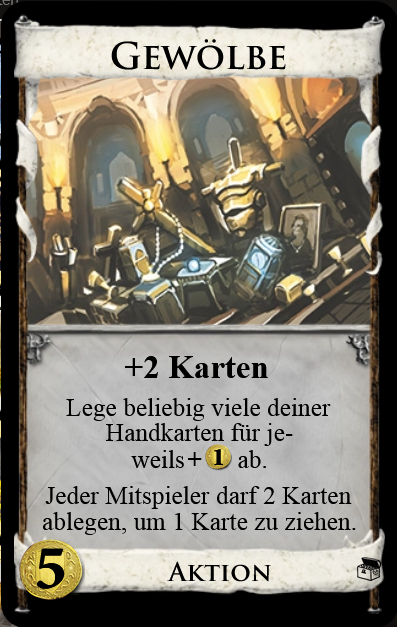 GEWÖLBE
+2 Karten
Lege beliebig viele deiner
Handkarten für je-
weils+1 ab.
Jeder Mitspieler darf 2 Karten
ablegen, um 1 Karte zu ziehen.
5
AKTION